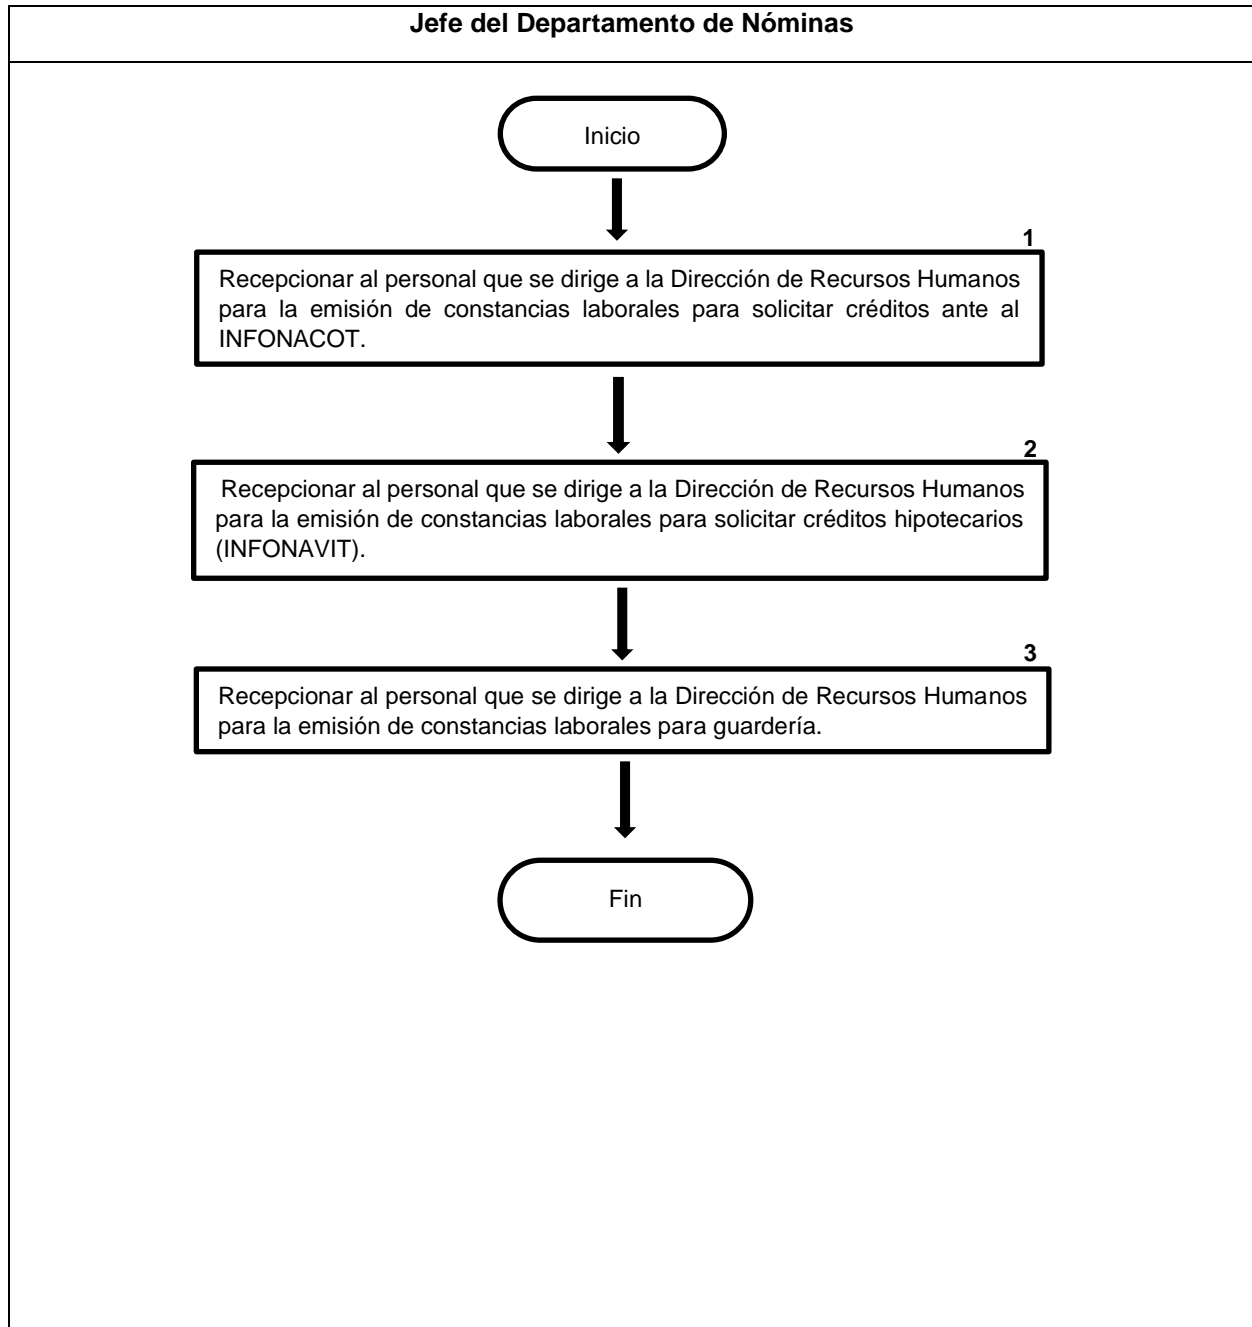 Jefe del Departamento de Nóminas
Inicio
1
Recepcionar al personal que se dirige a la Dirección de Recursos Humanos
para la emisión de constancias laborales para solicitar créditos ante al
INFONACOT.
2
Recepcionar al personal que se dirige a la Dirección de Recursos Humanos
para la emisión de constancias laborales para solicitar créditos hipotecarios
(INFONAVIT).
3
Recepcionar al personal que se dirige a la Dirección de Recursos Humanos
para la emisión de constancias laborales para guardería.
Fin